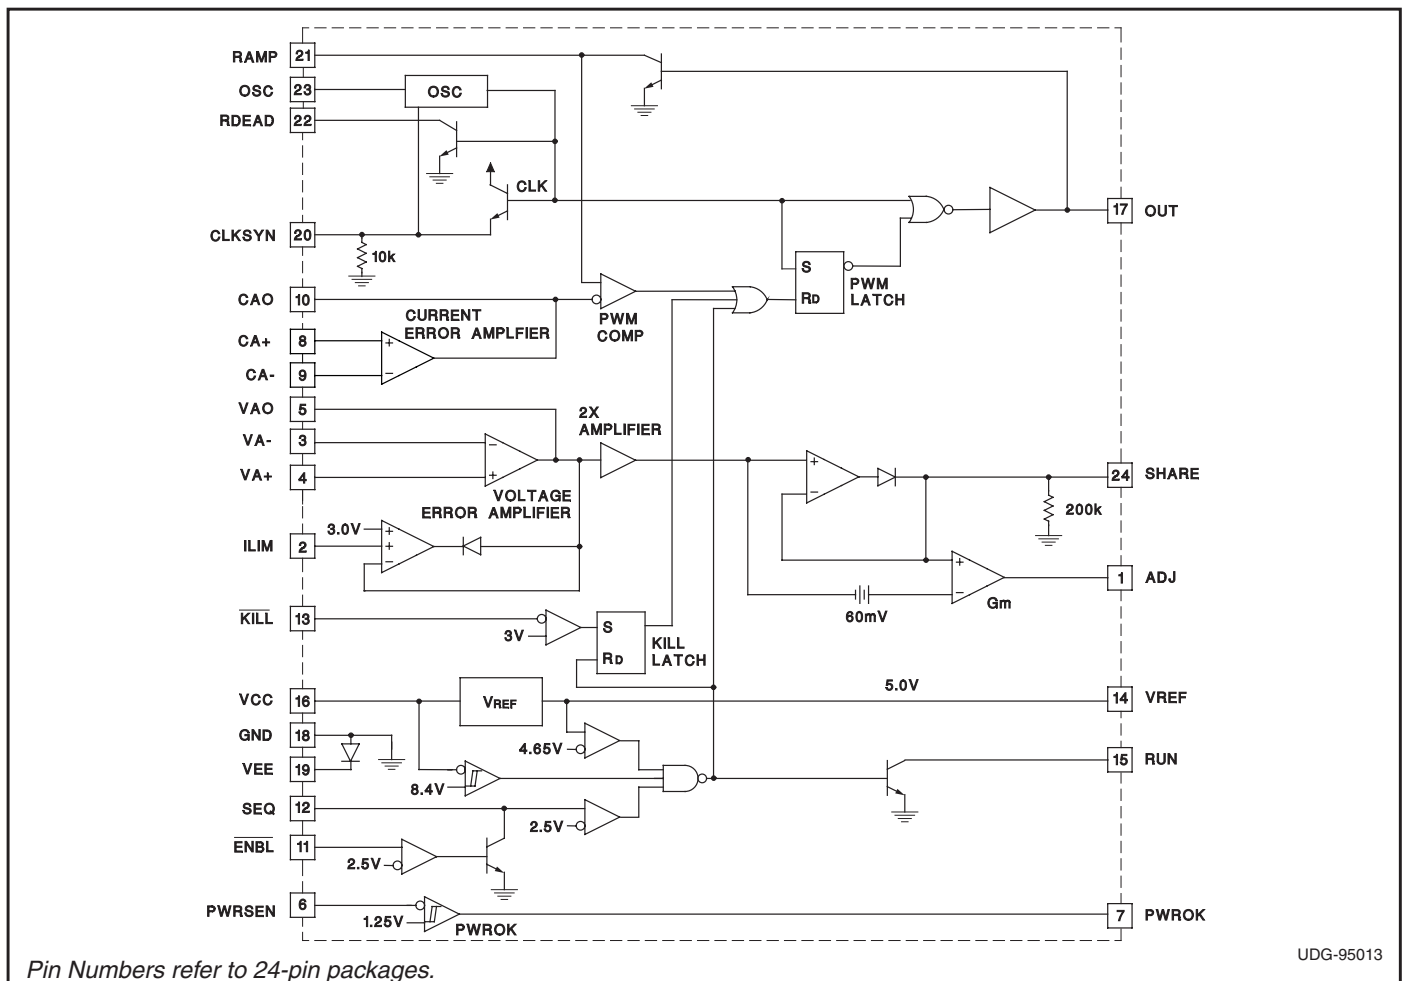 RAMP 21
OSC 23
OSC
RDEAD 22
CLK
17 OUT
CLKSYN 20
10k
S
RD
PWM
LATCH
CAO 10
PWM
COMP
CURRENT
ERROR AMPLFIER
CA+ 8
+
CA- 9
-
VAO 5
2X
AMPLIFIER
VA- 3
-
VA+ 4
+
+
-
24 SHARE
200k
VOLTAGE
ERROR AMPLIFIER
3.0V
+
ILIM 2
+
-
+
-
Gm
1 ADJ
60mV
KILL 13
3V
S
RD
KILL
LATCH
VCC 16
VREF
5.0V
14 VREF
GND 18
4.65V
VEE 19
8.4V
15 RUN
SEQ 12
2.5V
ENBL 11
2.5V
PWRSEN 6
1.25V
PWROK
7 PWROK
UDG-95013
Pin Numbers refer to 24-pin packages.